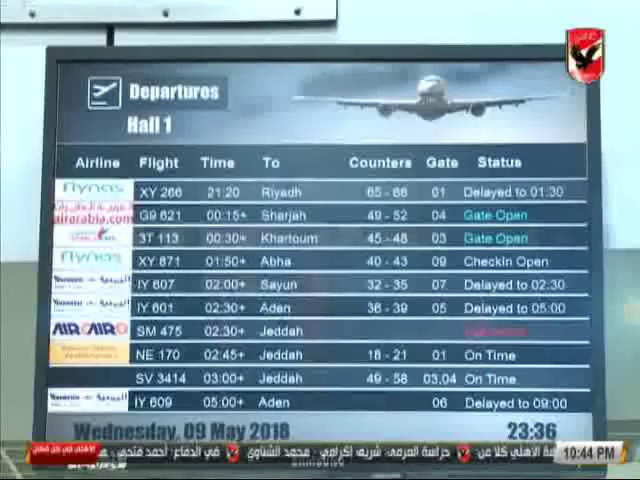 Departures
Hall 1
Airline Flight Time To Counters Gate Status
flynas XY 266 21:20 Riyadh 65 - 66 01 Delayed to 01:30
airarabia.com G9 621 00:15+ Sharjah 49 - 52 04 Gate Open
3T 113 00:30+ Khartoum 45 - 48 03 Gate Open
flynas XY 671 01:50+ Abha 40 - 43 09 CheckIn Open
IY 607 02:00+ Sayun 32 - 35 07 Delayed to 02:30
IY 601 02:30+ Aden 36 - 39 05 Delayed to 05:00
AIR CAIRO SM 475 02:30+ Jeddah
NE 170 02:45+ Jeddah 18 - 21 01 On Time
SV 3414 03:00+ Jeddah 49 - 58 03,04 On Time
IY 609 05:00+ Aden 06 Delayed to 09:00
Wednesday, 09 May 2018 23:36
الأهلي كلا من حراسة المرمى: شريف إكرامي - محمد الشناوي في الدفاع: أحمد فتحي
10:44 PM